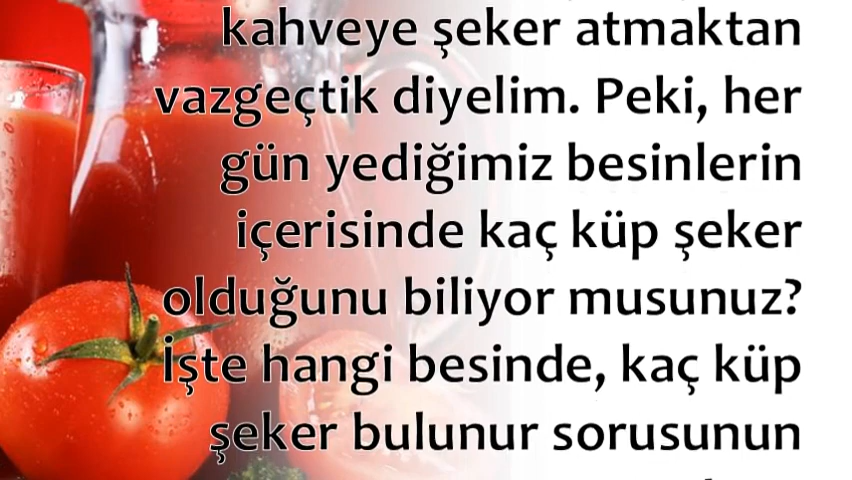 kahveye şeker atmaktan
vazgeçtik diyelim. Peki, her
gün yediğimiz besinlerin
içerisinde kaç küp şeker
olduğunu biliyor musunuz?
İşte hangi besinde, kaç küp
şeker bulunur sorusunun